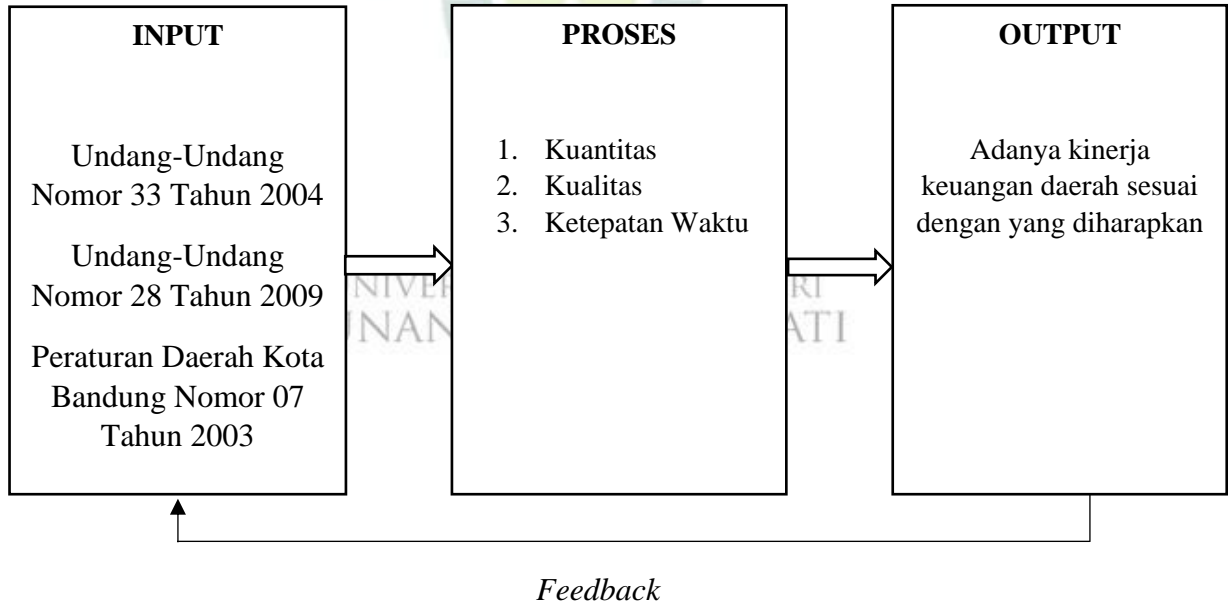 INPUT
Undang-Undang
Nomor 33 Tahun 2004
Undang-Undang
Nomor 28 Tahun 2009
Peraturan Daerah Kota
Bandung Nomor 07
Tahun 2003
PROSES
1. Kuantitas
2. Kualitas
3. Ketepatan Waktu
OUTPUT
Adanya kinerja
keuangan daerah sesuai
dengan yang diharapkan
Feedback